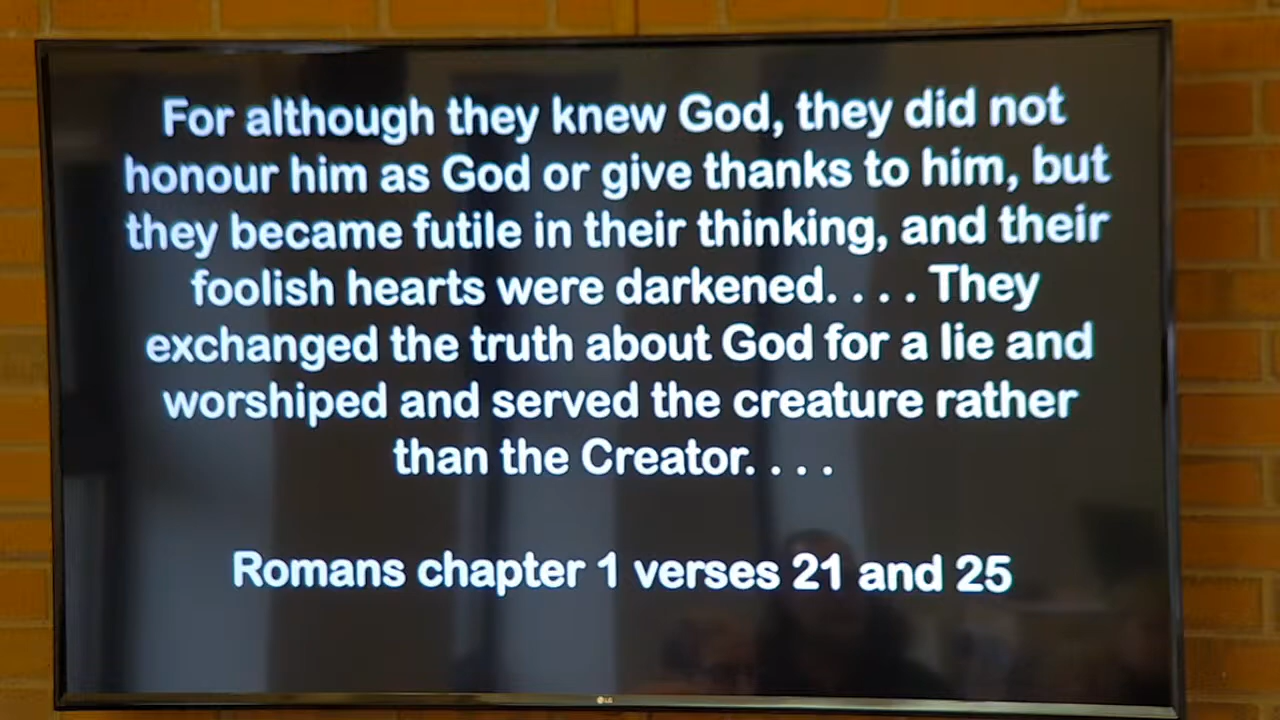 For although they knew God, they did not
honour him as God or give thanks to him, but
they became futile in their thinking, and their
foolish hearts were darkened. . . . They
exchanged the truth about God for a lie and
worshiped and served the creature rather
than the Creator. . . .
Romans chapter 1 verses 21 and 25
LG